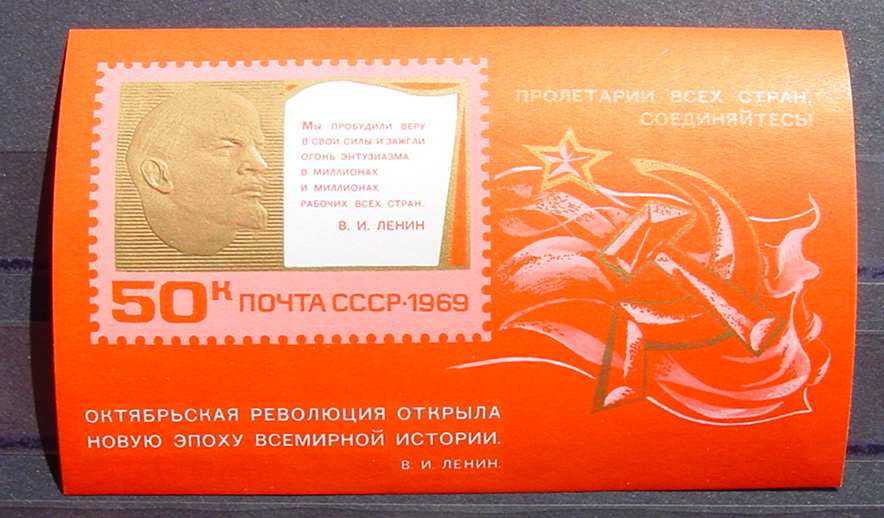 Мы пробудили веру
в свои силы и зажгли
огонь энтузиазма
в миллионах
и миллионах
рабочих всех стран.
В. И. ЛЕНИН
50К ПОЧТА СССР·1969
ПРОЛЕТАРИИ ВСЕХ СТРАН,
СОЕДИНЯЙТЕСЬ!
ОКТЯБРЬСКАЯ РЕВОЛЮЦИЯ ОТКРЫЛА
НОВУЮ ЭПОХУ ВСЕМИРНОЙ ИСТОРИИ.
В. И. ЛЕНИН.